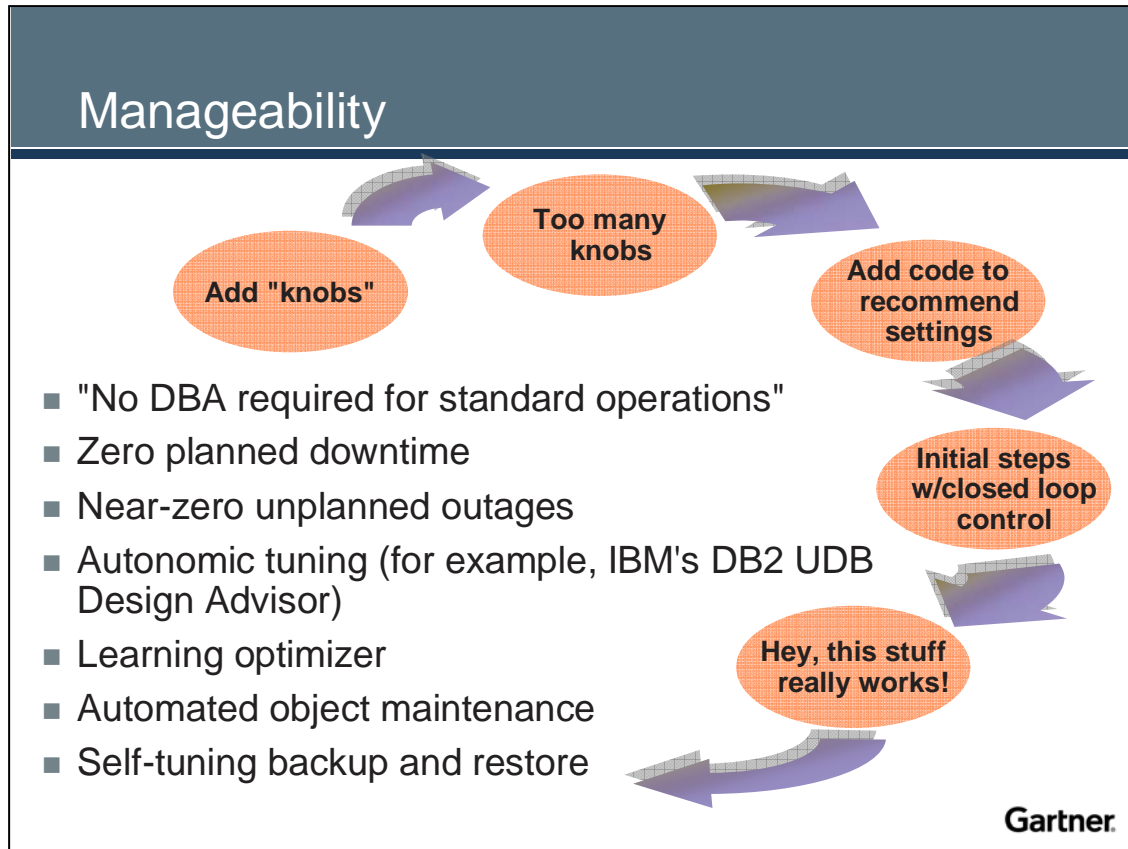 Manageability
Add "knobs"
Too many
knobs
Add code to
recommend
settings
Initial steps
w/closed loop
control
Hey, this stuff
really works!
"No DBA required for standard operations"
Zero planned downtime
Near-zero unplanned outages
Autonomic tuning (for example, IBM's DB2 UDB
Design Advisor)
Learning optimizer
Automated object maintenance
Self-tuning backup and restore
Gartner.